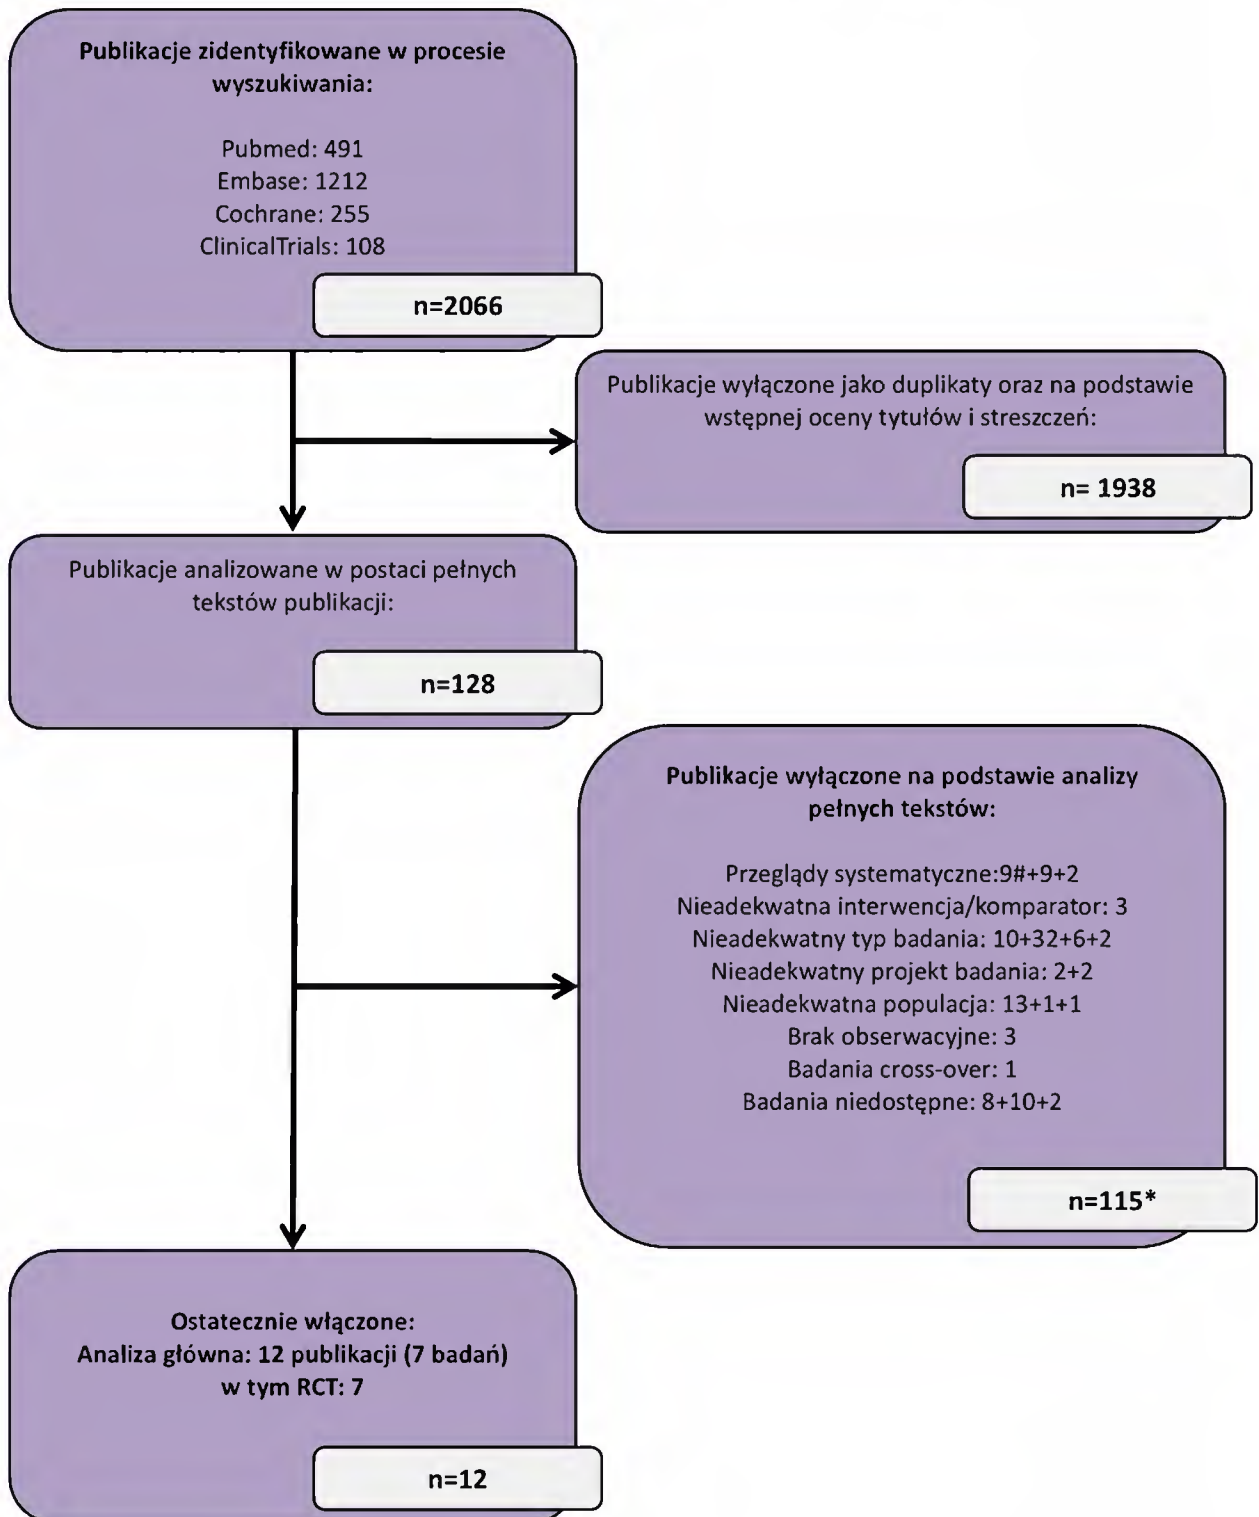 Publikacje zidentyfikowane w procesie
wyszukiwania:
Pubmed: 491
Embase: 1212
Cochrane: 255
ClinicalTrials: 108
n=2066
Publikacje wyłączone jako duplikaty oraz na podstawie
wstępnej oceny tytułów i streszczeń:
n= 1938
Publikacje analizowane w postaci pełnych
tekstów publikacji:
n=128
Publikacje wyłączone na podstawie analizy
pełnych tekstów:
Przeglądy systematyczne:9#+9+2
Nieadekwatna interwencja/komparator: 3
Nieadekwatny typ badania: 10+32+6+2
Nieadekwatny projekt badania: 2+2
Nieadekwatna populacja: 13+1+1
Brak obserwacyjne: 3
Badania cross-over: 1
Badania niedostępne: 8+10+2
n=115*
Ostatecznie włączone:
Analiza główna: 12 publikacji (7 badań)
w tym RCT: 7
n=12